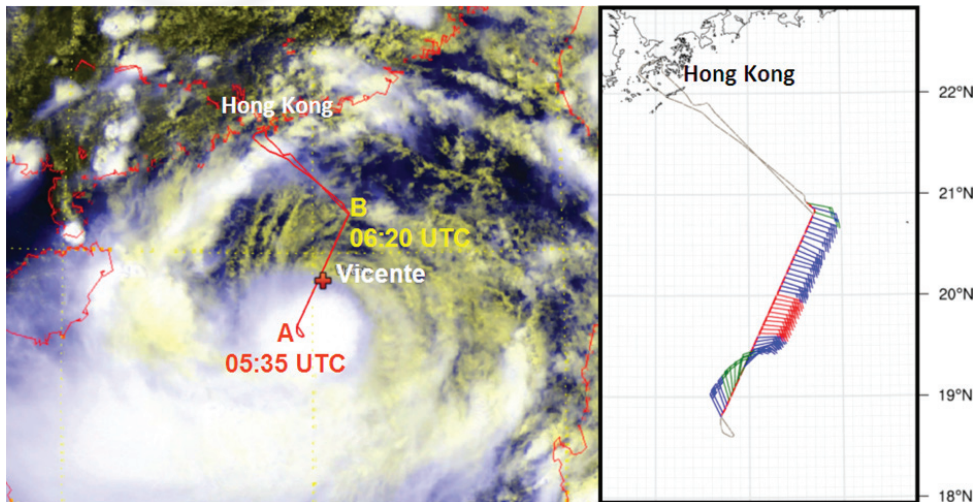 Hong Kong
B
06:20 UTC
Vicente
A
05:35 UTC
Hong Kong
22°N
21°N
20°N
19°N
18°N